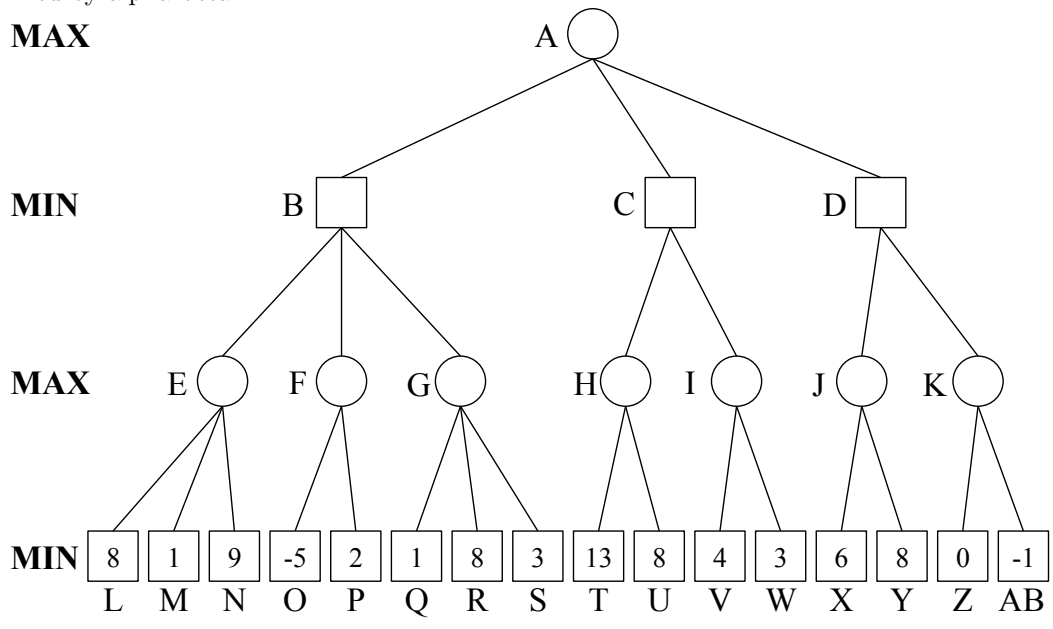 MAX A
MIN B C D
MAX E F G H I J K
MIN 8 1 9 -5 2 1 8 3 13 8 4 3 6 8 0 -1
L M N O P Q R S T U V W X Y Z AB